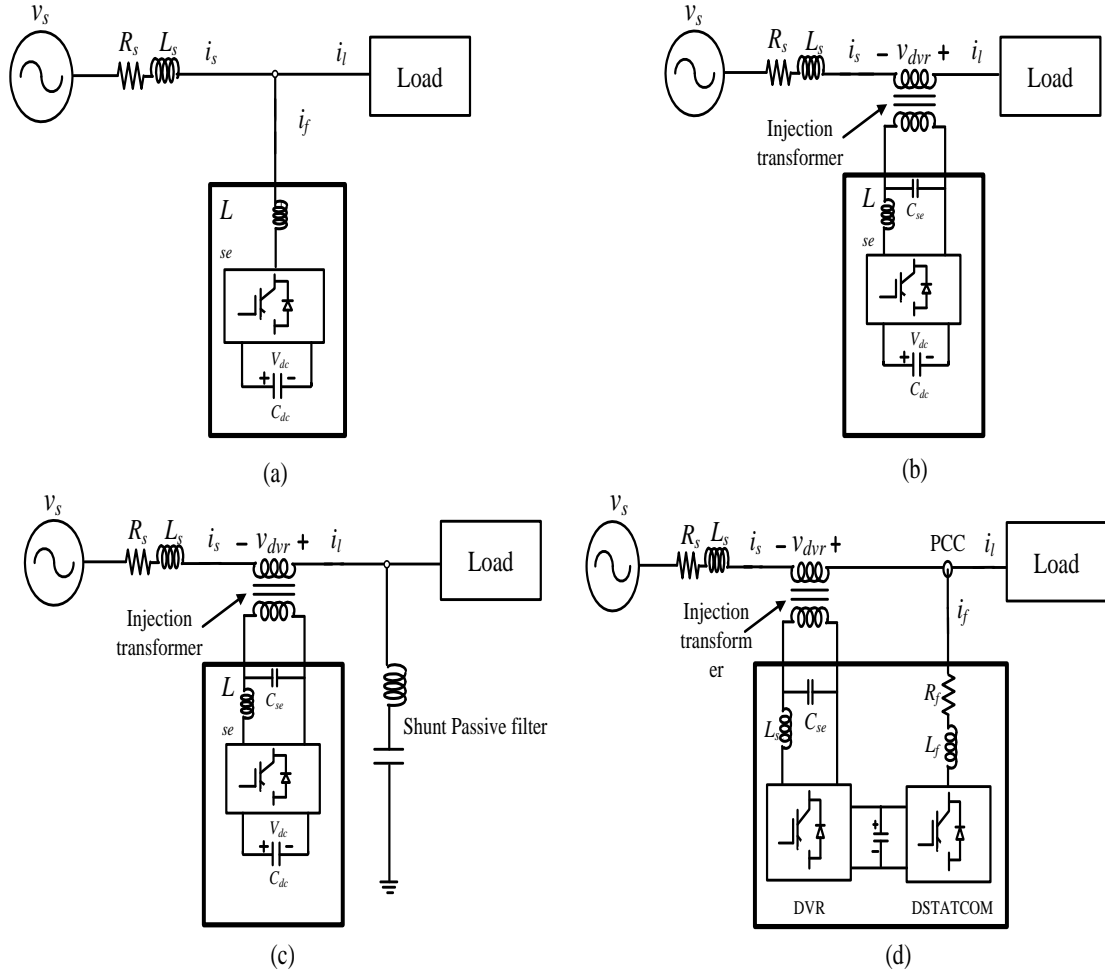 v_s
R_s L_s i_s i_l
Load
i_f
L
se
V_dc
+ -
C_dc
(a)
v_s
R_s L_s i_s - v_dvr + i_l
Load
Injection
transformer
C_se
L
se
V_dc
+ -
C_dc
(b)
v_s
R_s L_s i_s - v_dvr + i_l
Load
Injection
transformer
C_se
L
se
Shunt Passive filter
V_dc
+ -
C_dc
(c)
v_s
R_s L_s i_s - v_dvr + PCC i_l
Load
Injection
transform
er
i_f
R_f
C_se
L_s
L_f
+
-
DVR
DSTATCOM
(d)